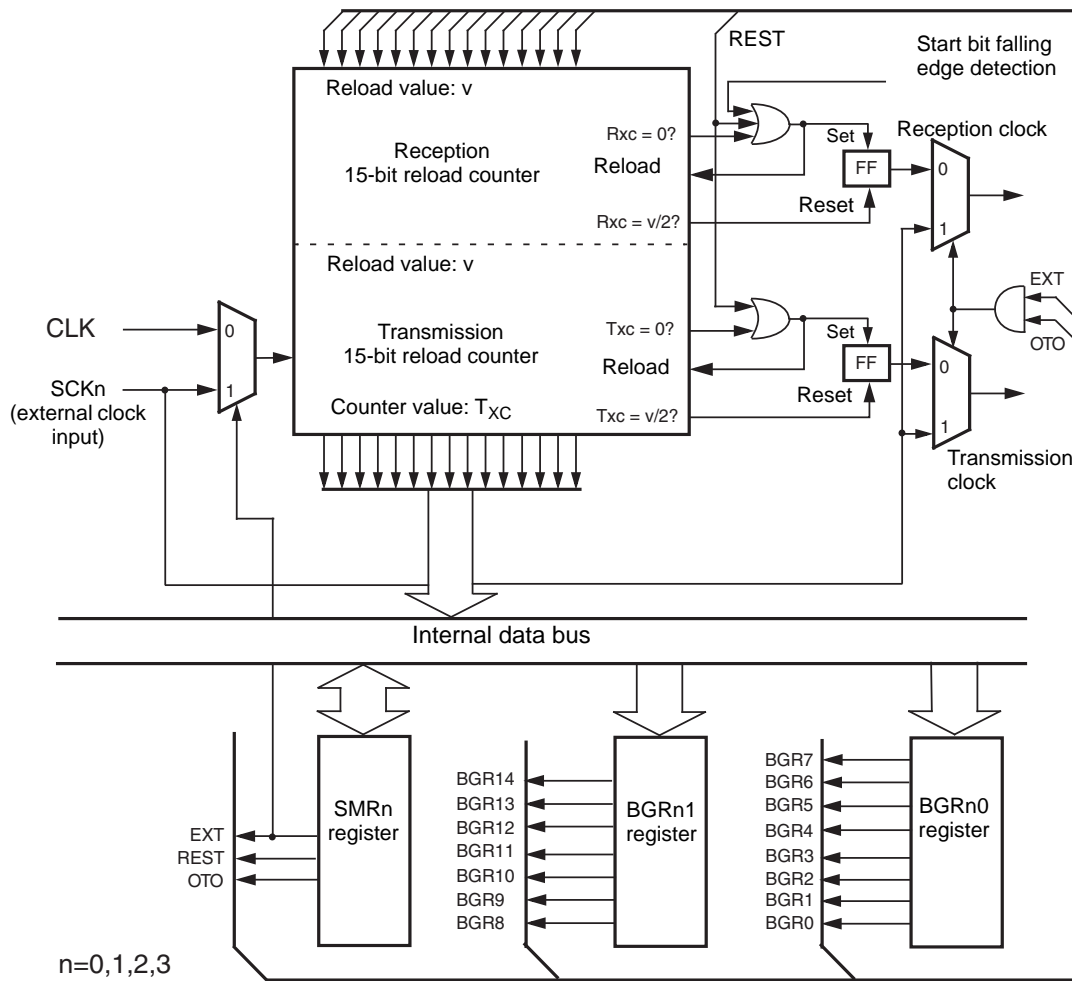 REST
Start bit falling
edge detection
Reload value: v
Reception
15-bit reload counter
Rxc = 0?
Reload
Rxc = v/2?
Set
FF
Reset
Reception clock
0
1
Reload value: v
Transmission
15-bit reload counter
Counter value: TXC
Txc = 0?
Reload
Txc = v/2?
Set
FF
Reset
EXT
OTO
0
1
Transmission
clock
CLK
0
SCKn
(external clock
input)
1
Internal data bus
SMRn
register
EXT
REST
OTO
BGR14
BGR13
BGR12
BGR11
BGR10
BGR9
BGR8
BGRn1
register
BGR7
BGR6
BGR5
BGR4
BGR3
BGR2
BGR1
BGR0
BGRn0
register
n=0,1,2,3